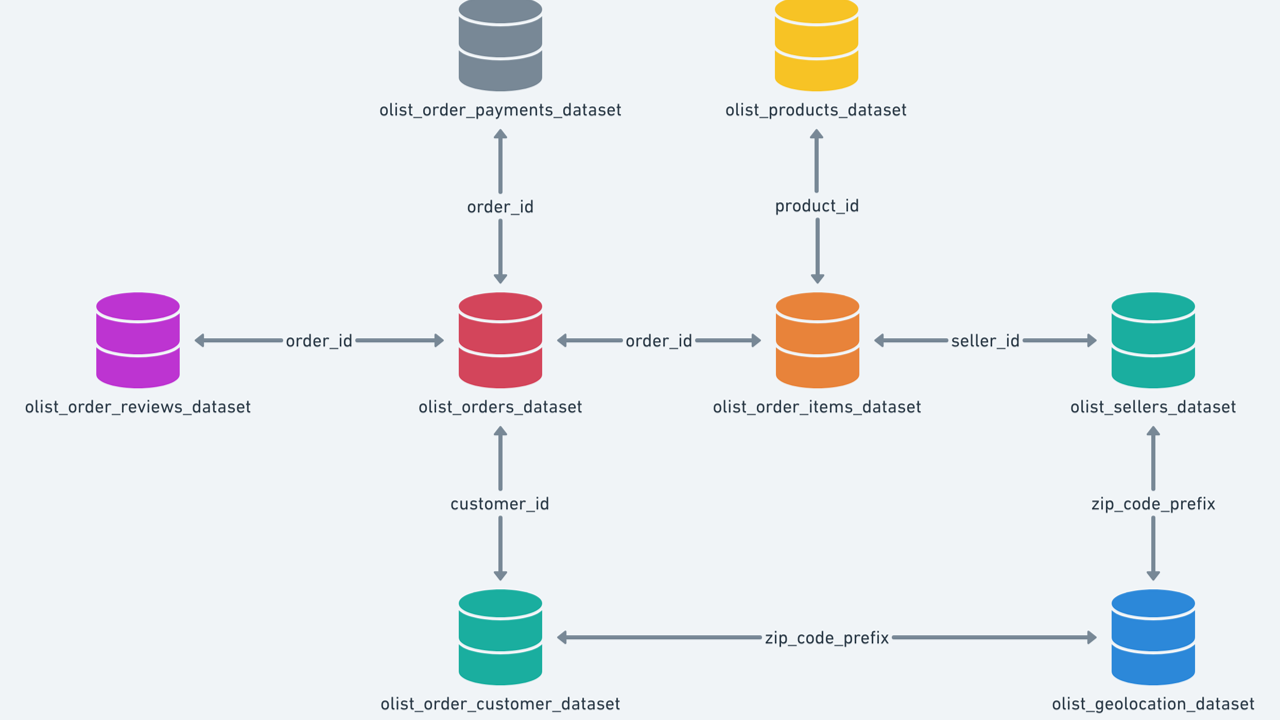 olist_order_payments_dataset
olist_products_dataset
order_id
product_id
order_id
order_id
seller_id
olist_order_reviews_dataset
olist_orders_dataset
olist_order_items_dataset
olist_sellers_dataset
customer_id
zip_code_prefix
zip_code_prefix
olist_order_customer_dataset
olist_geolocation_dataset